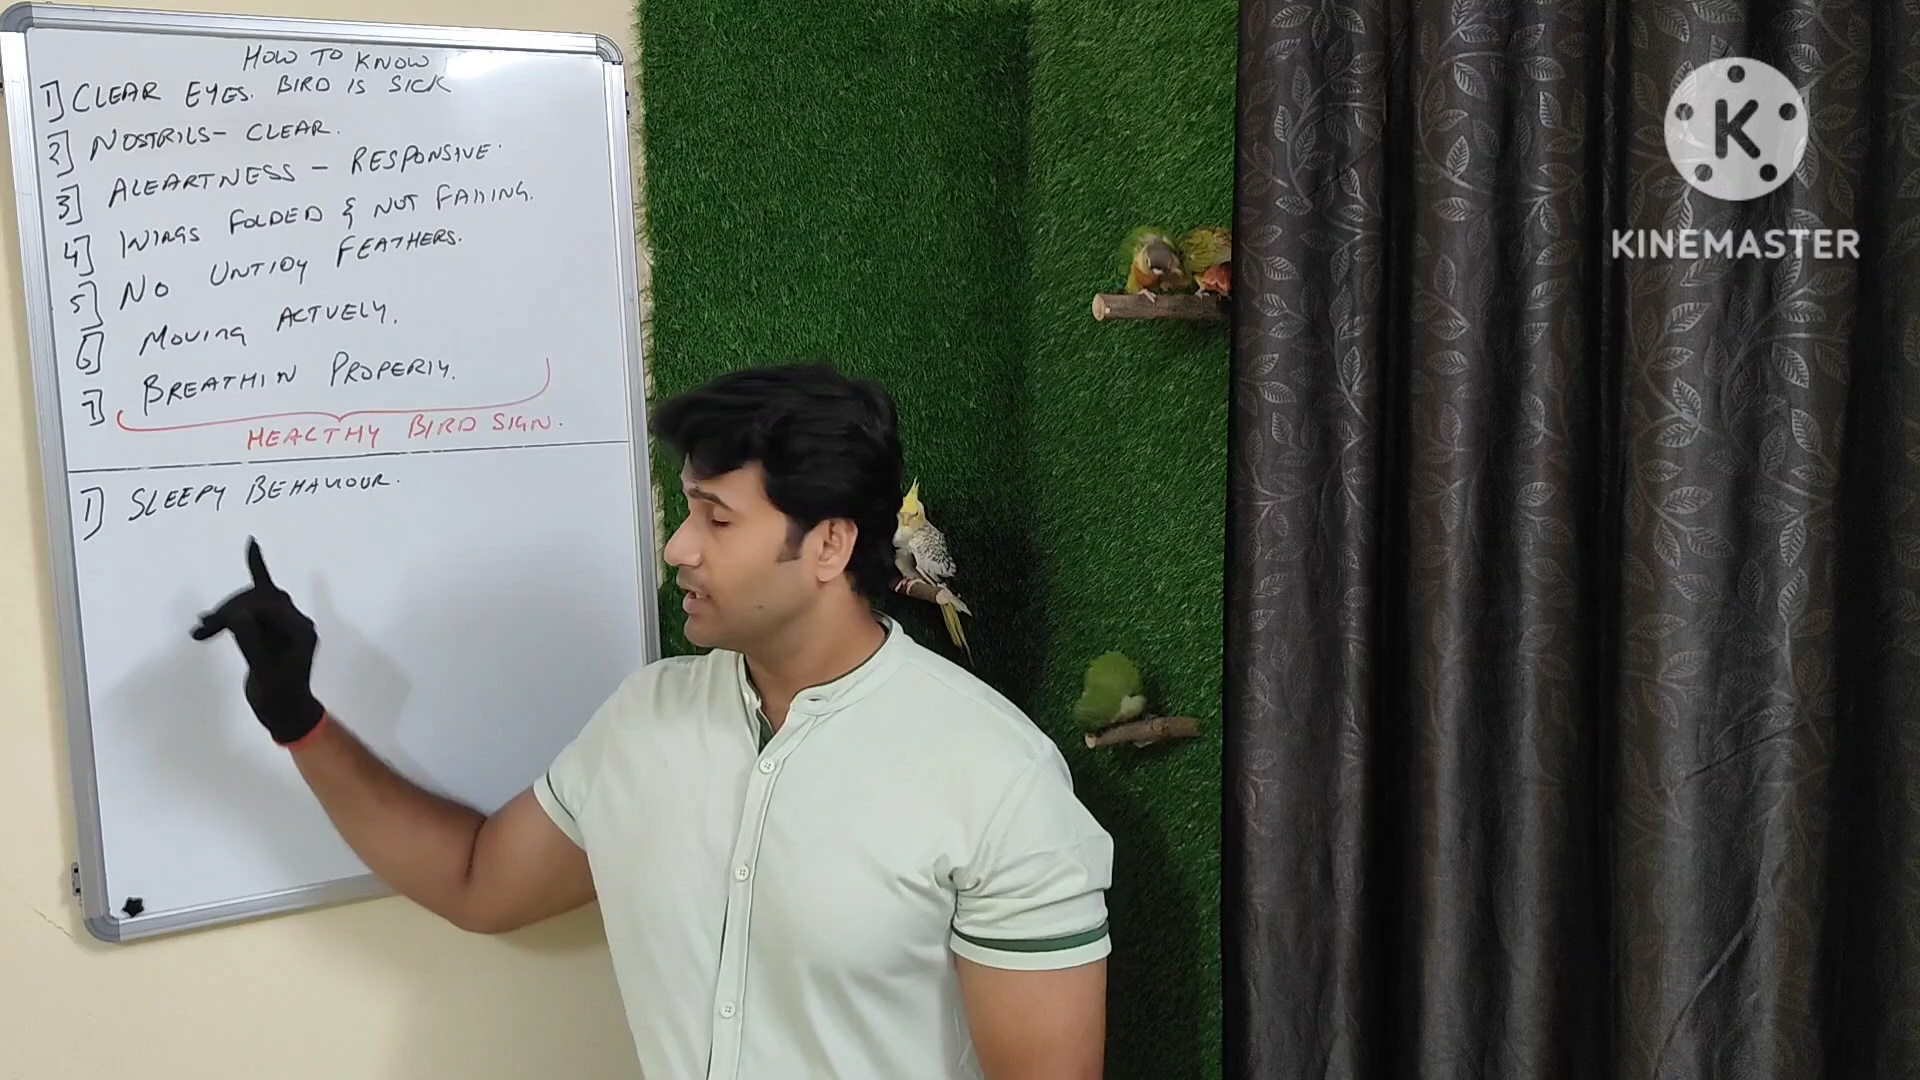 HOW TO KNOW
BIRD IS SICK
1] CLEAR EYES.
2] NOSTRILS- CLEAR.
3] ALEARTNESS - RESPONSIVE.
4] WINGS FOLDED & NOT FALLING.
5] NO UNTIDY FEATHERS.
6] MOVING ACTVELY.
7] BREATHIN PROPERLY.
HEALTHY BIRD SIGN.
1] SLEEPY BEHAVIOUR.
K
KINEMASTER